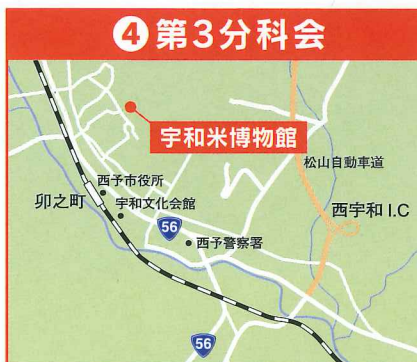 ❹第3分科会
宇和米博物館
松山自動車道
西予市役所
卯之町
宇和文化会館
西宇和I.C
56
西予警察署
56